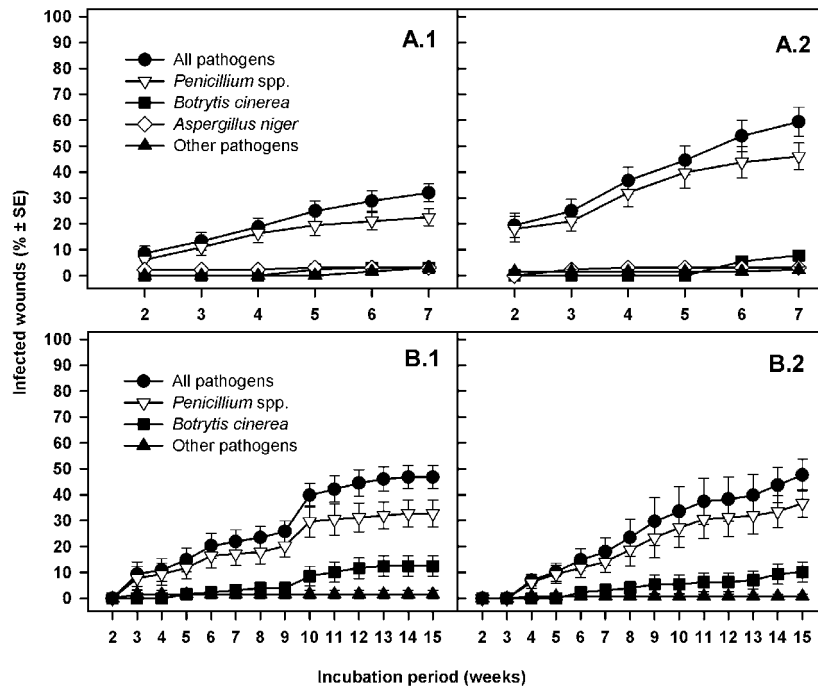 Infected wounds (% ± SE)
A.1
100
90
80
70
60
50
40
30
20
10
0
All pathogens
Penicillium spp.
Botrytis cinerea
Aspergillus niger
Other pathogens
2 3 4 5 6 7
A.2
2 3 4 5 6 7
B.1
100
90
80
70
60
50
40
30
20
10
0
All pathogens
Penicillium spp.
Botrytis cinerea
Other pathogens
2 3 4 5 6 7 8 9 10 11 12 13 14 15
B.2
2 3 4 5 6 7 8 9 10 11 12 13 14 15
Incubation period (weeks)